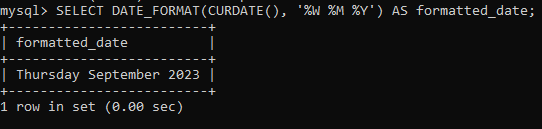 mysql> SELECT DATE_FORMAT(CURDATE(), '%W %M %Y') AS formatted_date;
+-------------------------+
| formatted_date          |
+-------------------------+
| Thursday September 2023 |
+-------------------------+
1 row in set (0.00 sec)